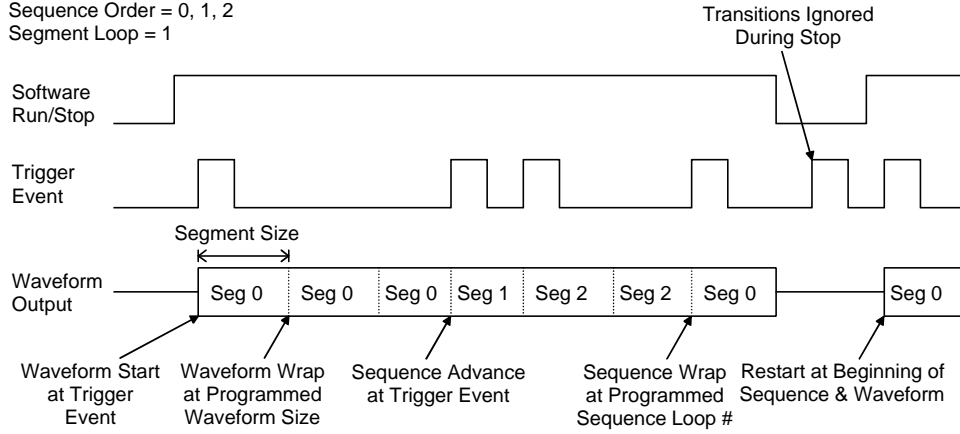 Sequence Order = 0, 1, 2
Segment Loop = 1
Transitions Ignored
During Stop
Software
Run/Stop
Trigger
Event
Segment Size
Waveform
Output
Seg 0
Seg 0
Seg 0
Seg 1
Seg 2
Seg 2
Seg 0
Seg 0
Waveform Start
at Trigger
Event
Waveform Wrap
at Programmed
Waveform Size
Sequence Advance
at Trigger Event
Sequence Wrap
at Programmed
Sequence Loop #
Restart at Beginning of
Sequence & Waveform